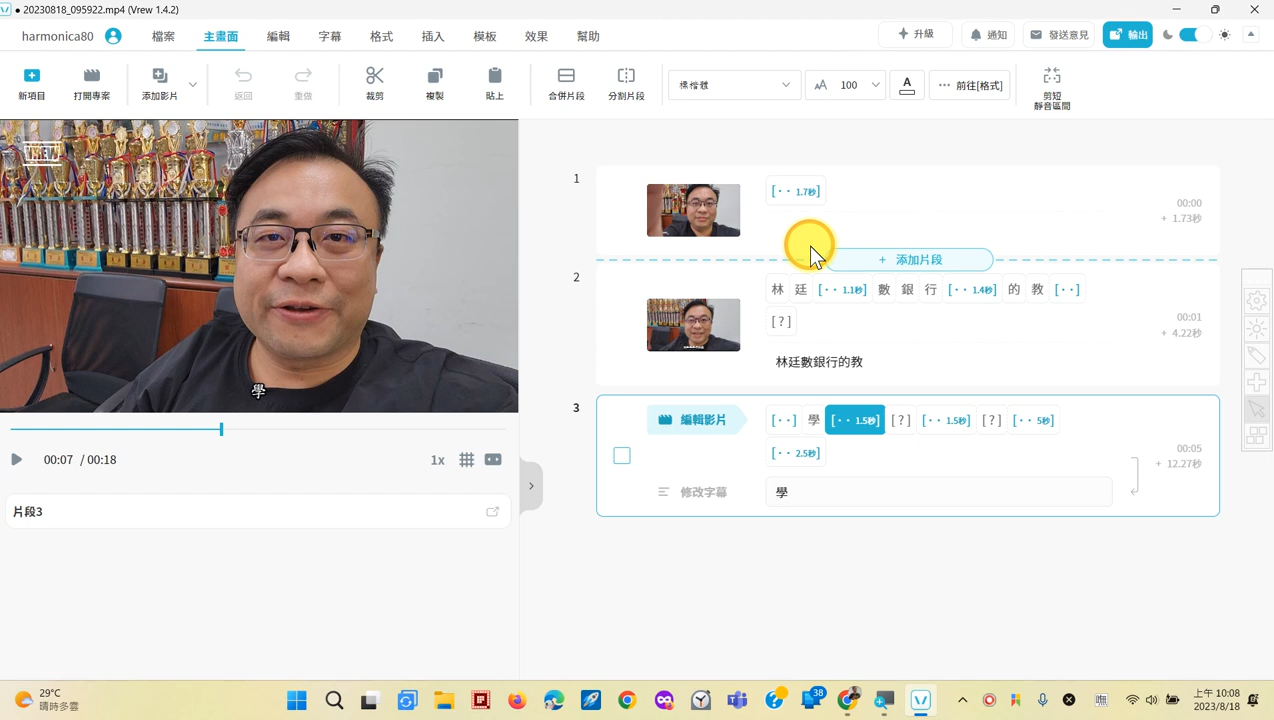 ● 20230818_095922.mp4 (Vrew 1.4.2)
harmonica80 檔案 主畫面 編輯 字幕 格式 插入 模板 效果 幫助 升級 通知 發送意見 輸出
新項目 打開專案 添加影片 返回 重做 裁剪 複製 貼上 合併片段 分割片段 標楷體 100 A ··· 前往[格式] 剪短
靜音區間
VREW
學
00:07 / 00:18 1x
片段3
1 [·· 1.7秒] 00:00
+ 1.73秒
+ 添加片段
2 林 廷 [·· 1.1秒] 數 銀 行 [·· 1.4秒] 的 教 [··]
[?] 00:01
+ 4.22秒
林廷數銀行的教
3 編輯影片 [··] 學 [·· 1.5秒] [?] [·· 1.5秒] [?] [·· 5秒]
[·· 2.5秒] 00:05
+ 12.27秒
修改字幕 學
29°C
晴時多雲
38
上午 10:08
2023/8/18